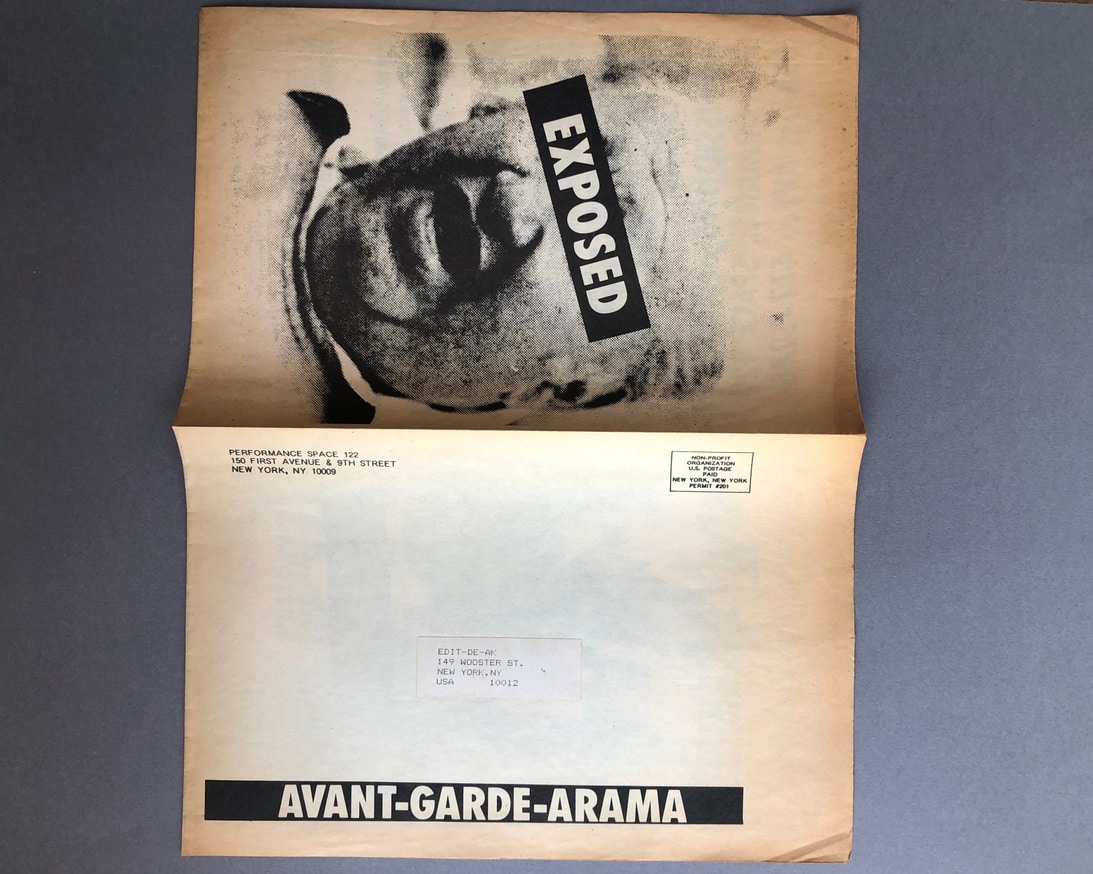 EXPOSED
PERFORMANCE SPACE 122
150 FIRST AVENUE & 9TH STREET
NEW YORK, NY 10009
NON-PROFIT
ORGANIZATION
U.S. POSTAGE
PAID
NEW YORK, NEW YORK
PERMIT #201
EDIT-DE-AK
149 WOOSTER ST.
NEW YORK,NY
USA 10012
AVANT-GARDE-ARAMA